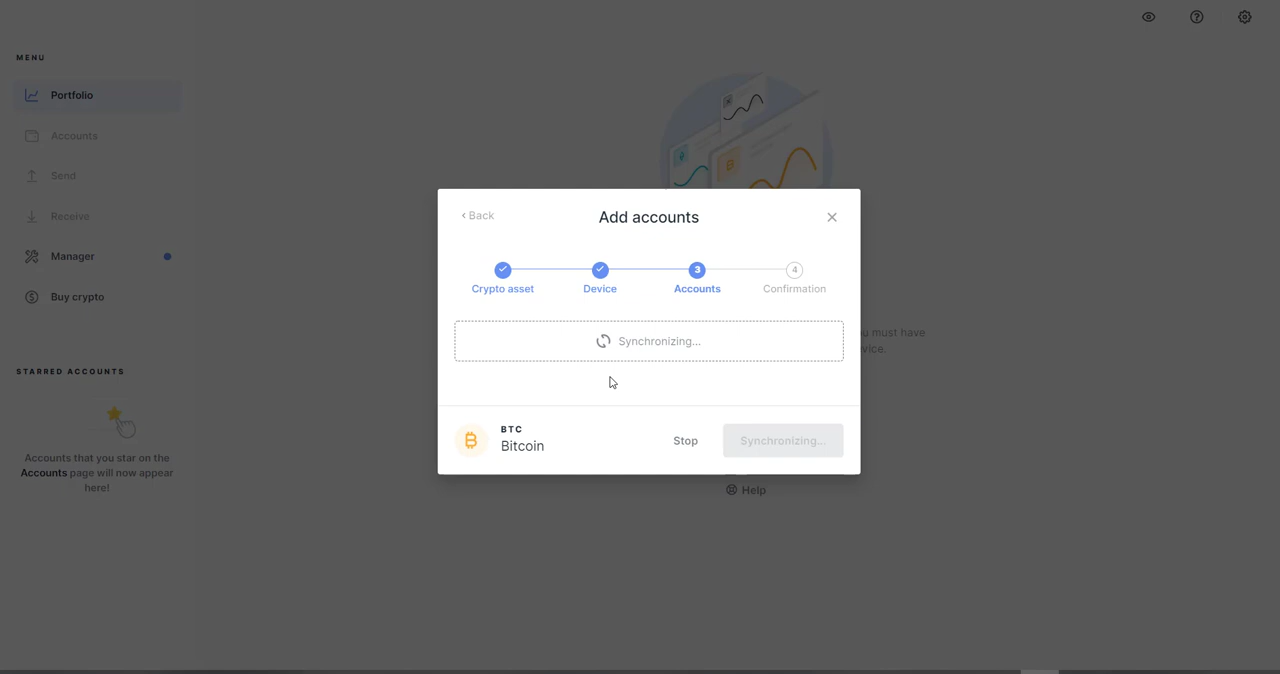 MENU
Portfolio
Accounts
Send
Receive
Manager
Buy crypto
STARRED ACCOUNTS
Accounts that you star on the
Accounts page will now appear
here!
< Back
Add accounts
3
4
Crypto asset
Device
Accounts
Confirmation
Synchronizing...
BTC
Bitcoin
Stop
Synchronizing...
must have
Help